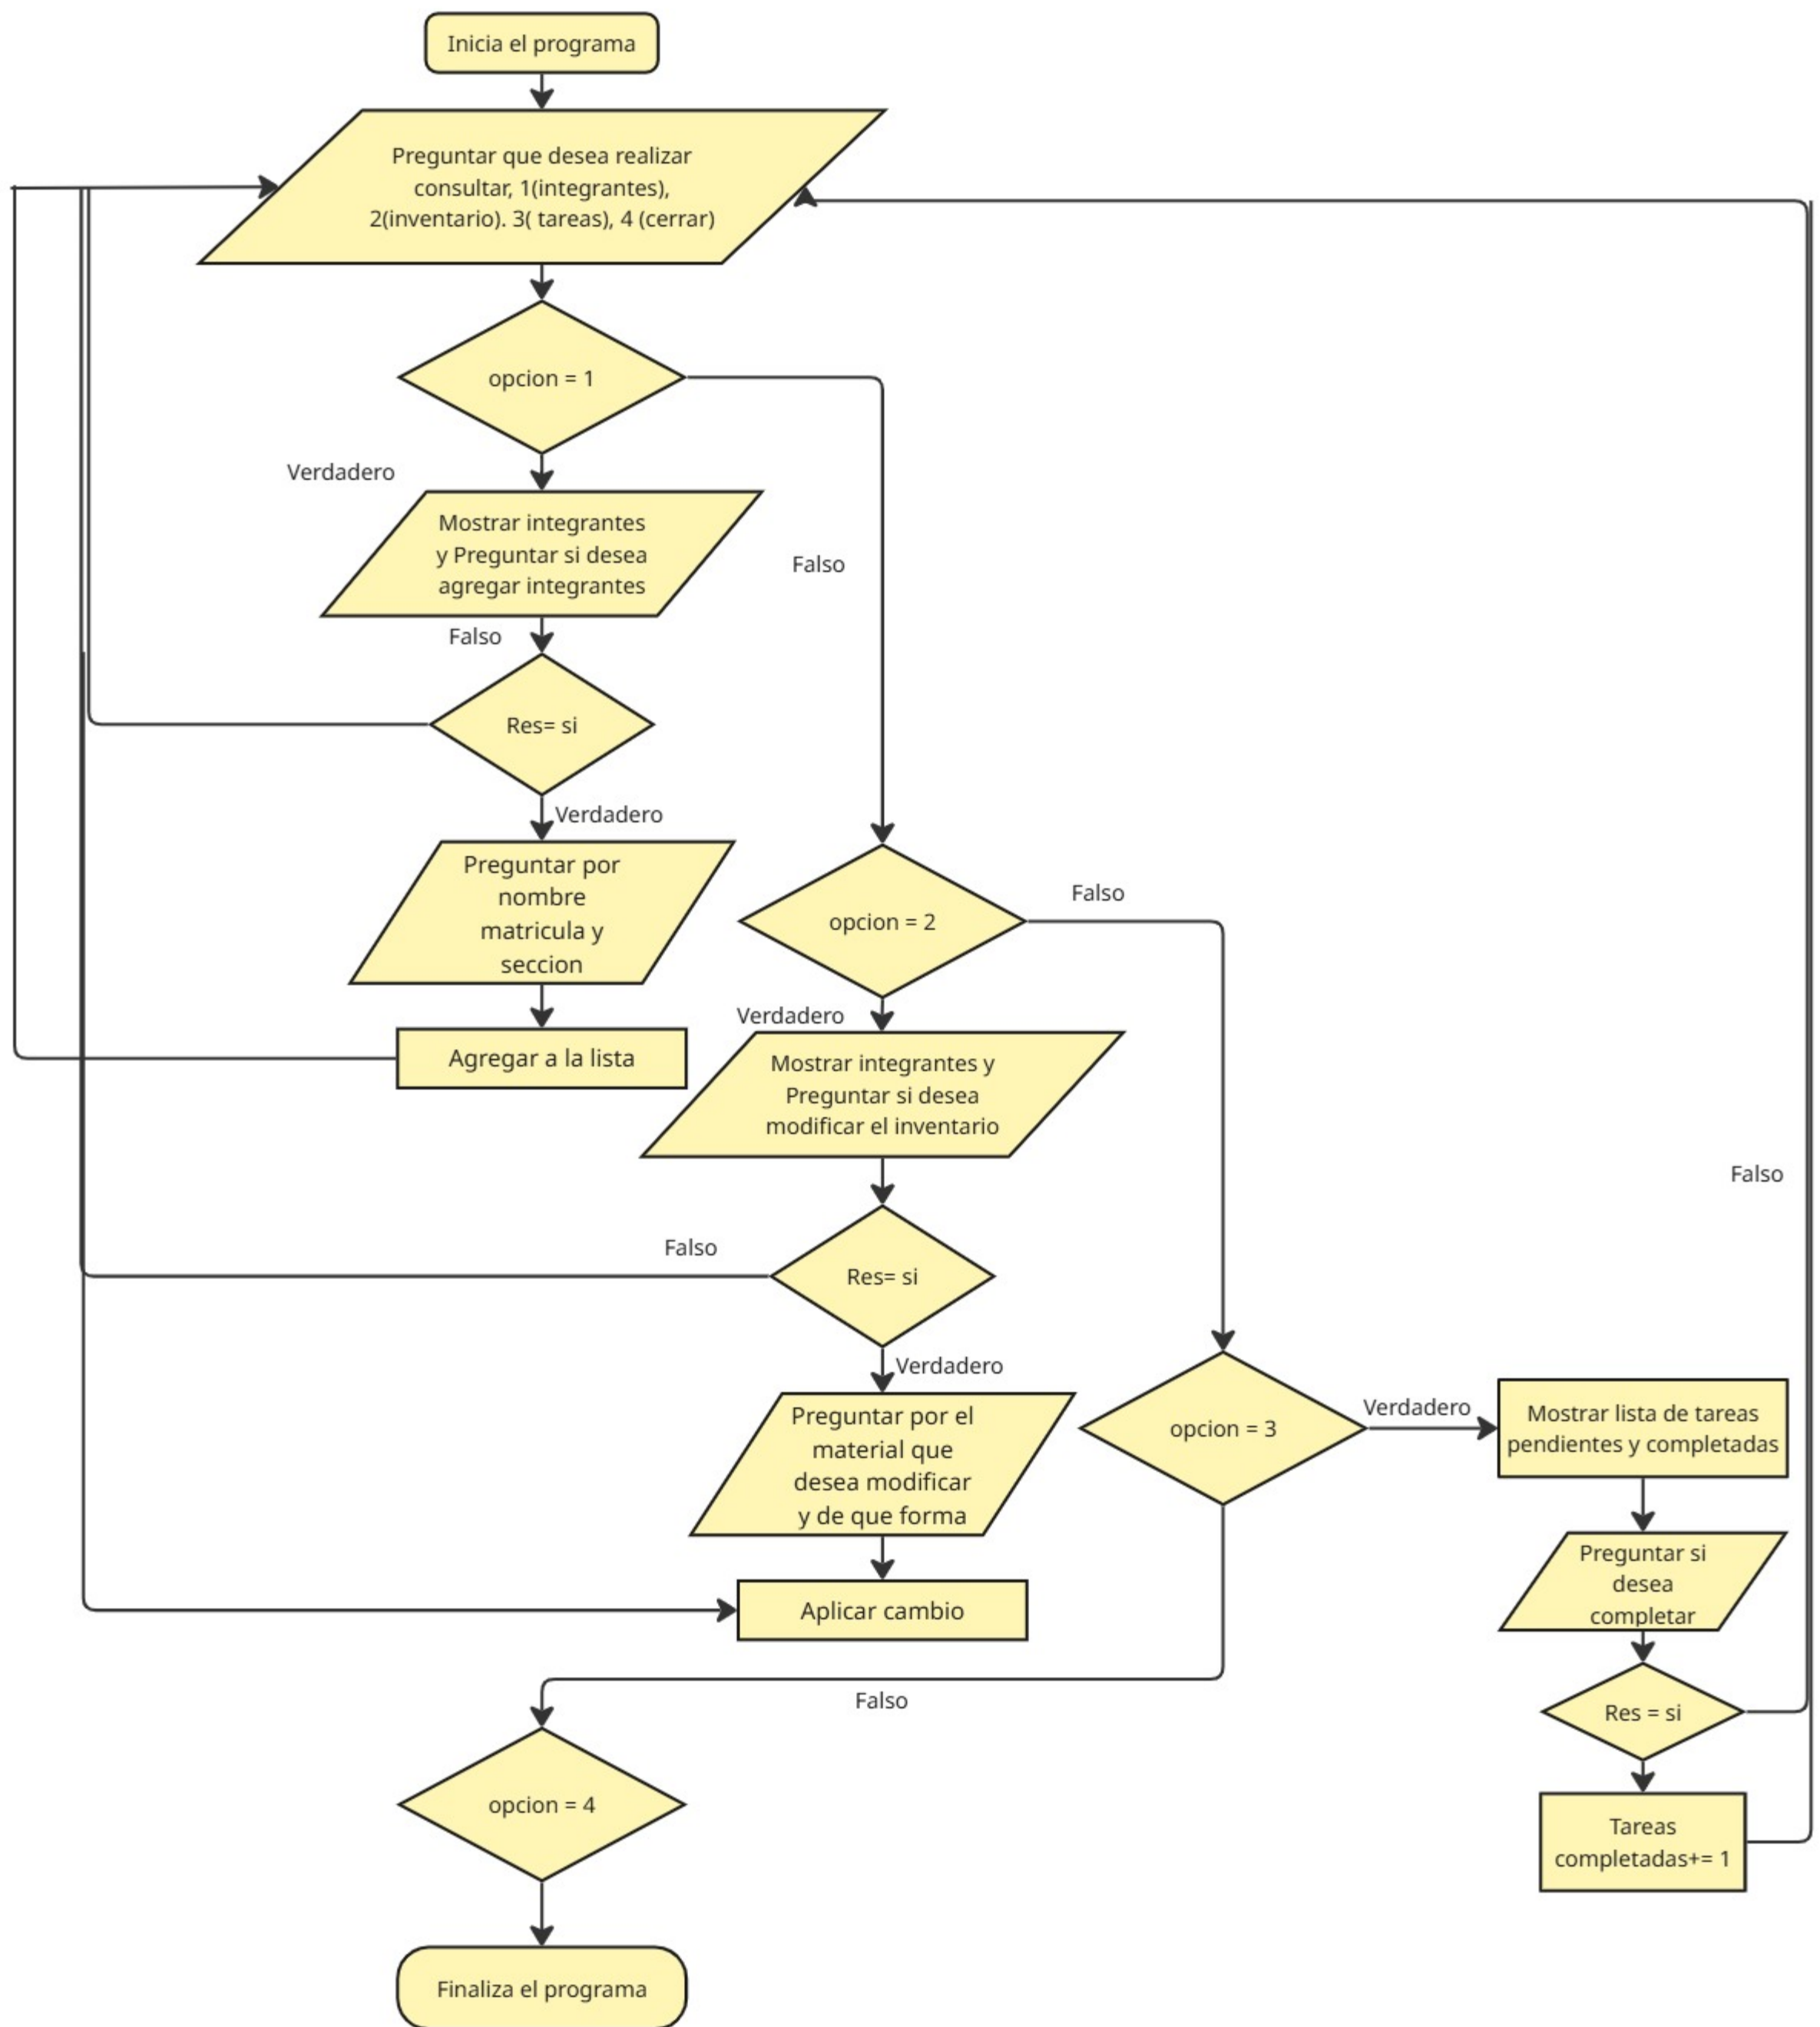 Inicia el programa
Preguntar que desea realizar
consultar, 1(integrantes),
2(inventario). 3( tareas), 4 (cerrar)
opcion = 1
Verdadero
Mostrar integrantes
y Preguntar si desea
agregar integrantes
Falso
Falso
Res= si
Verdadero
Preguntar por
nombre
matricula y
seccion
Agregar a la lista
opcion = 2
Falso
Verdadero
Mostrar integrantes y
Preguntar si desea
modificar el inventario
Falso
Res= si
Verdadero
Preguntar por el
material que
desea modificar
y de que forma
Aplicar cambio
opcion = 3
Verdadero
Mostrar lista de tareas
pendientes y completadas
Falso
Preguntar si
desea
completar
Res = si
Tareas
completadas+= 1
Falso
opcion = 4
Finaliza el programa